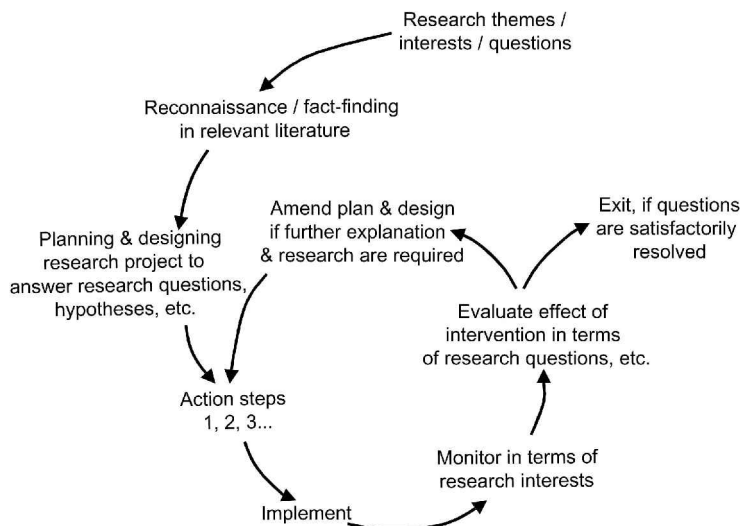 Research themes /
interests / questions
Reconnaissance / fact-finding
in relevant literature
Planning & designing
research project to
answer research questions,
hypotheses, etc.
Amend plan & design
if further explanation
& research are required
Exit, if questions
are satisfactorily
resolved
Evaluate effect of
intervention in terms
of research questions, etc.
Action steps
1, 2, 3...
Monitor in terms of
research interests
Implement